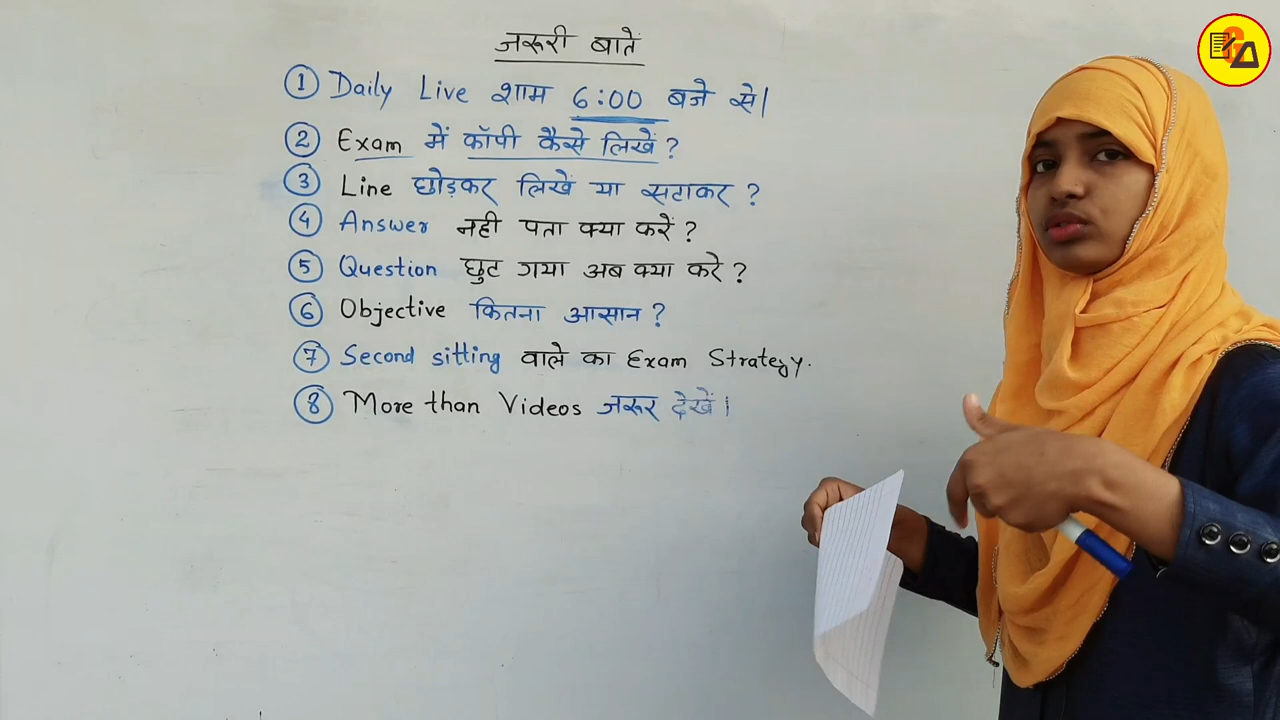 जरूरी बातें
① Daily Live शाम 6:00 बजे से।
② Exam में कॉपी कैसे लिखें?
③ Line छोड़कर लिखें या सटाकर ?
④ Answer नही पता क्या करें ?
⑤ Question छुट गया अब क्या करे ?
⑥ Objective कितना आसान ?
⑦ Second sitting वाले का Exam Strategy.
⑧ More than Videos जरूर देखें।